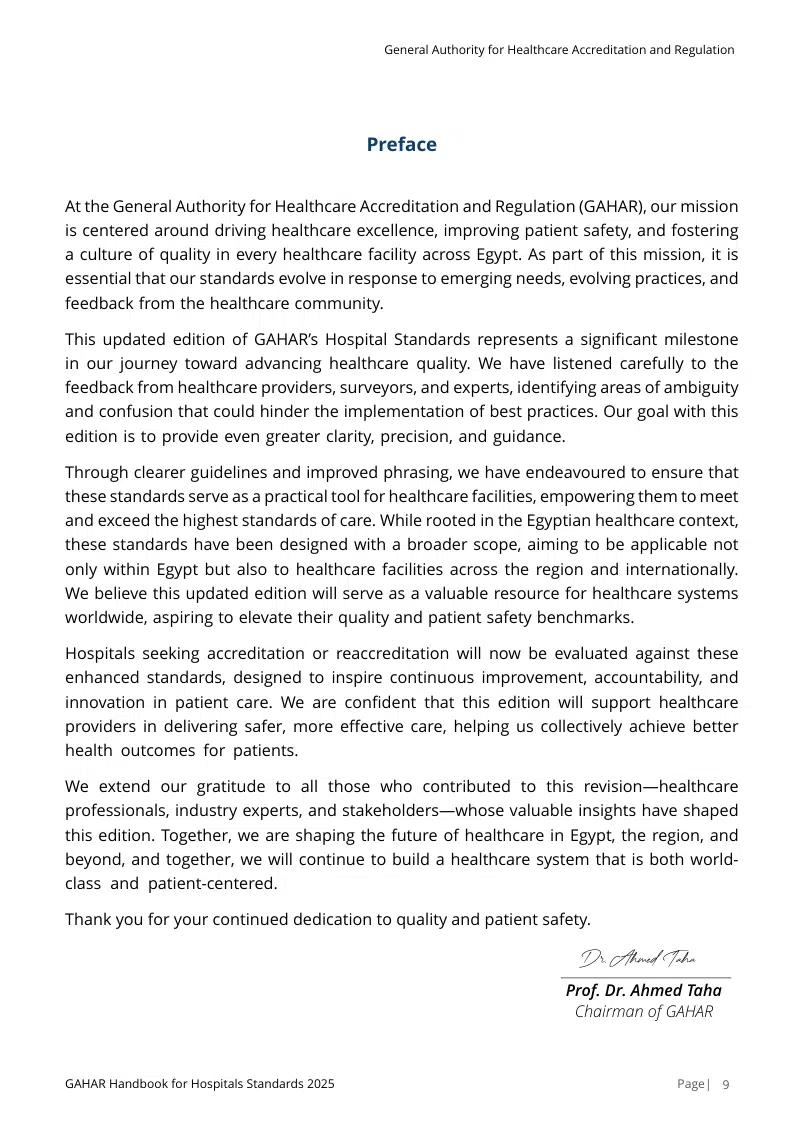 General Authority for Healthcare Accreditation and Regulation
Preface
At the General Authority for Healthcare Accreditation and Regulation (GAHAR), our mission
is centered around driving healthcare excellence, improving patient safety, and fostering
a culture of quality in every healthcare facility across Egypt. As part of this mission, it is
essential that our standards evolve in response to emerging needs, evolving practices, and
feedback from the healthcare community.
This updated edition of GAHAR’s Hospital Standards represents a significant milestone
in our journey toward advancing healthcare quality. We have listened carefully to the
feedback from healthcare providers, surveyors, and experts, identifying areas of ambiguity
and confusion that could hinder the implementation of best practices. Our goal with this
edition is to provide even greater clarity, precision, and guidance.
Through clearer guidelines and improved phrasing, we have endeavoured to ensure that
these standards serve as a practical tool for healthcare facilities, empowering them to meet
and exceed the highest standards of care. While rooted in the Egyptian healthcare context,
these standards have been designed with a broader scope, aiming to be applicable not
only within Egypt but also to healthcare facilities across the region and internationally.
We believe this updated edition will serve as a valuable resource for healthcare systems
worldwide, aspiring to elevate their quality and patient safety benchmarks.
Hospitals seeking accreditation or reaccreditation will now be evaluated against these
enhanced standards, designed to inspire continuous improvement, accountability, and
innovation in patient care. We are confident that this edition will support healthcare
providers in delivering safer, more effective care, helping us collectively achieve better
health outcomes for patients.
We extend our gratitude to all those who contributed to this revision—healthcare
professionals, industry experts, and stakeholders—whose valuable insights have shaped
this edition. Together, we are shaping the future of healthcare in Egypt, the region, and
beyond, and together, we will continue to build a healthcare system that is both world-
class and patient-centered.
Thank you for your continued dedication to quality and patient safety.
Dr. Ahmed Taha
Prof. Dr. Ahmed Taha
Chairman of GAHAR
GAHAR Handbook for Hospitals Standards 2025
Page| 9